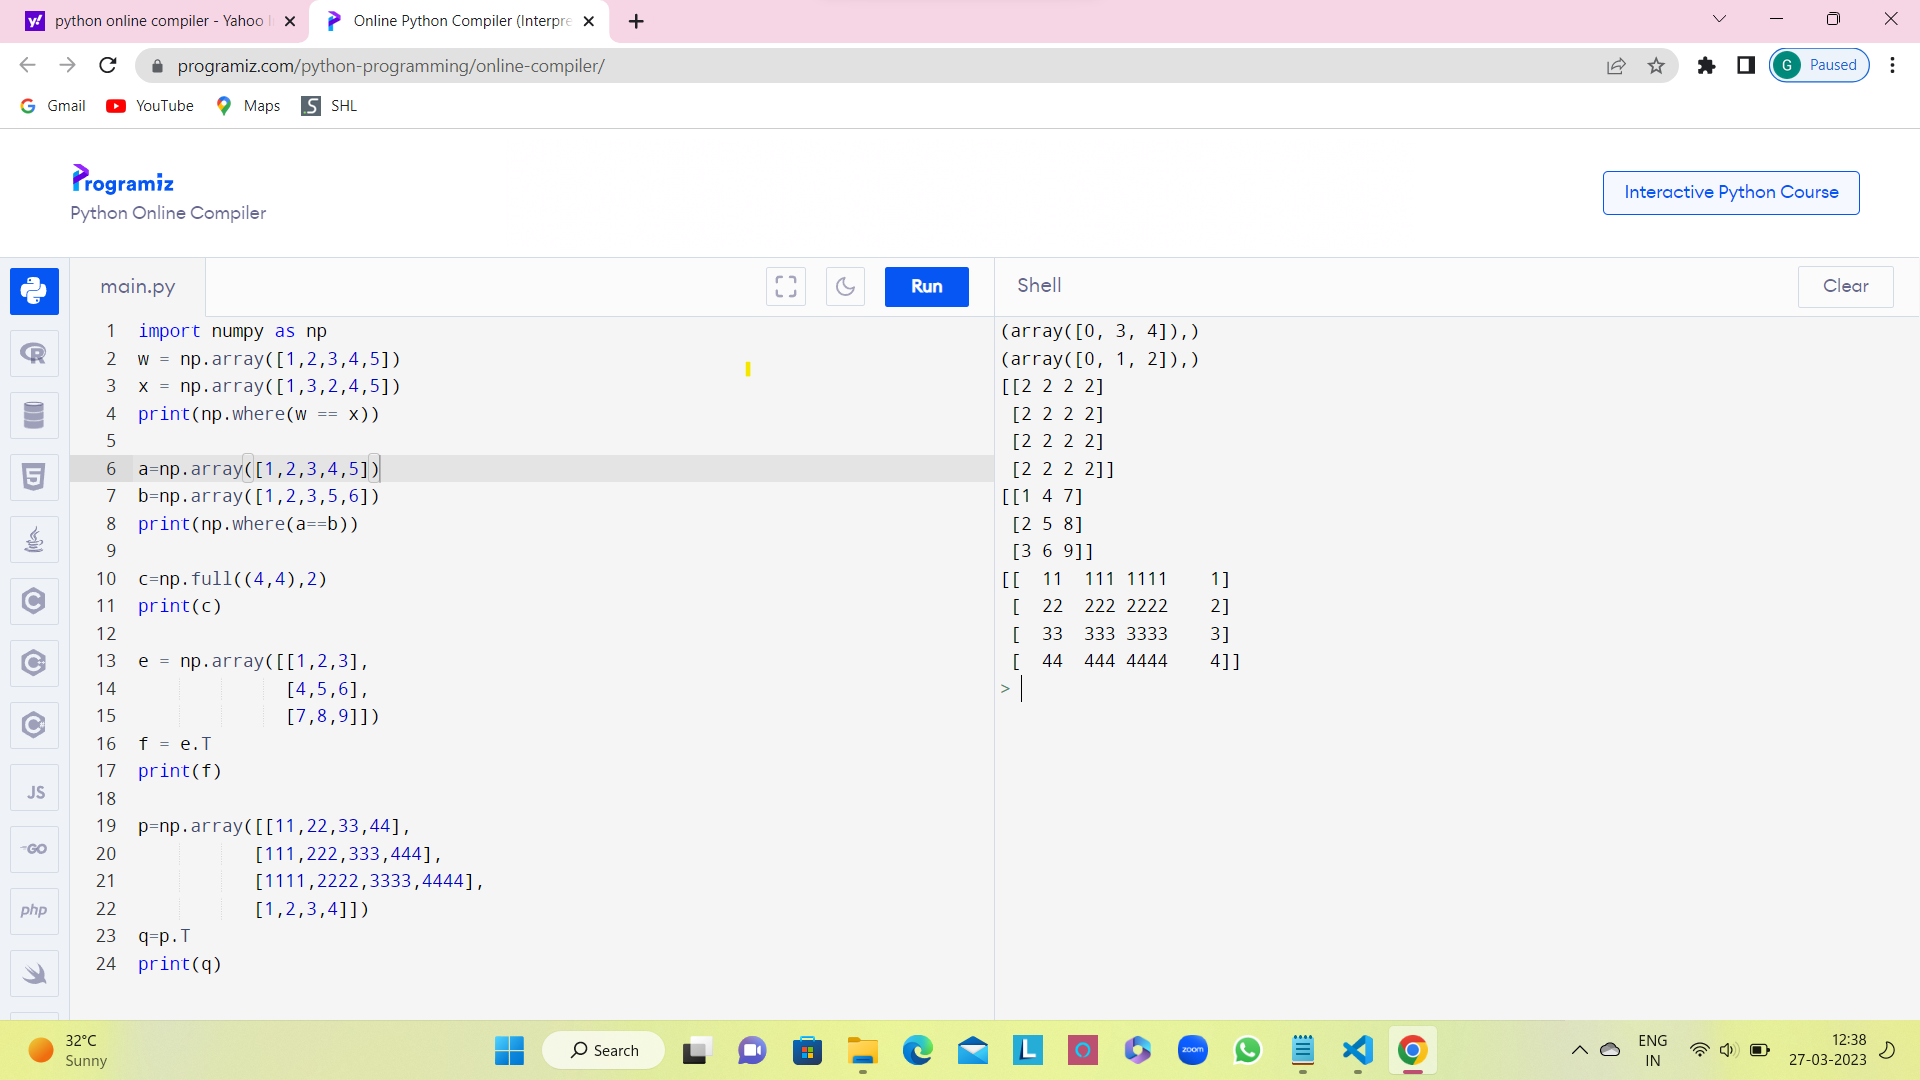 python online compiler - Yahoo
Online Python Compiler (Interpre
programiz.com/python-programming/online-compiler/
G Paused
Gmail YouTube Maps SHL
Programiz
Python Online Compiler
Interactive Python Course
main.py
Run
Shell
Clear
1 import numpy as np
2 w = np.array([1,2,3,4,5])
3 x = np.array([1,3,2,4,5])
4 print(np.where(w == x))
5
6 a=np.array([1,2,3,4,5])
7 b=np.array([1,2,3,5,6])
8 print(np.where(a==b))
9
10 c=np.full((4,4),2)
11 print(c)
12
13 e = np.array([[1,2,3],
14 [4,5,6],
15 [7,8,9]])
16 f = e.T
17 print(f)
18
19 p=np.array([[11,22,33,44],
20 [111,222,333,444],
21 [1111,2222,3333,4444],
22 [1,2,3,4]])
23 q=p.T
24 print(q)
(array([0, 3, 4]),)
(array([0, 1, 2]),)
[[2 2 2 2]
[2 2 2 2]
[2 2 2 2]
[2 2 2 2]]
[[1 4 7]
[2 5 8]
[3 6 9]]
[[ 11 111 1111 1]
[ 22 222 2222 2]
[ 33 333 3333 3]
[ 44 444 4444 4]]
>
R
5
C
C
C
JS
GO
php
32°C
Sunny
Search
L
zoom
ENG
IN
12:38
27-03-2023